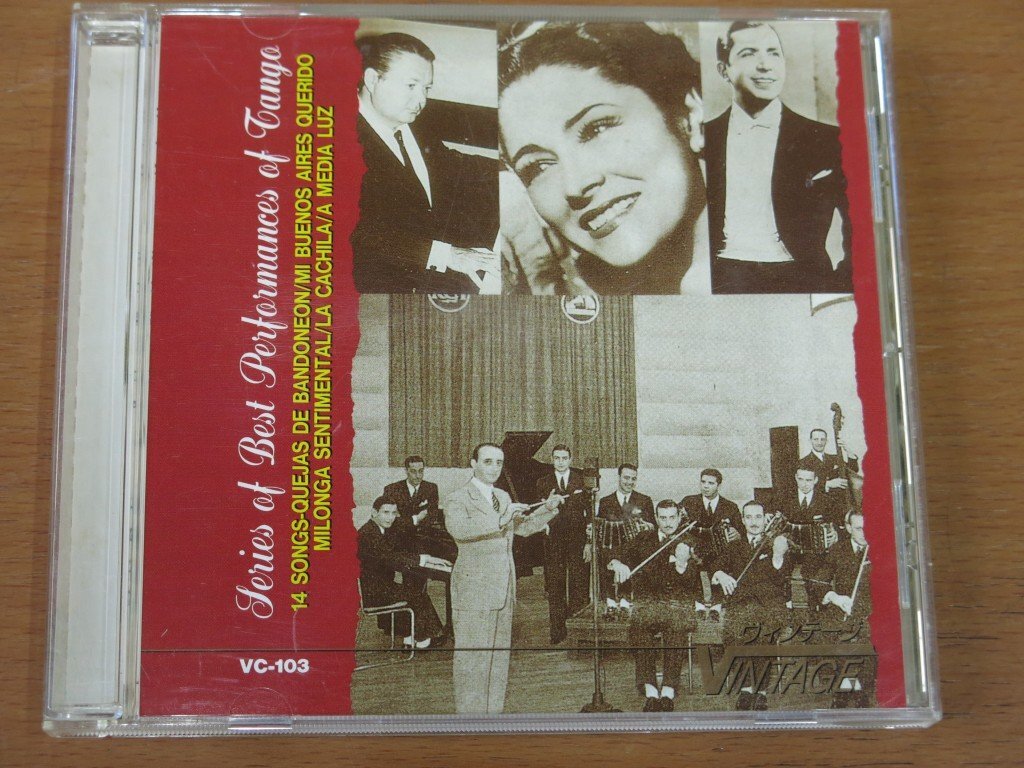 Series of Best Performances of Tango
14 SONGS-QUEJAS DE BANDONEON/MI BUENOS AIRES QUERIDO
MILONGA SENTIMENTAL/LA CACHILA/A MEDIA LUZ
VC-103
ヴィンテージ
VINTAGE